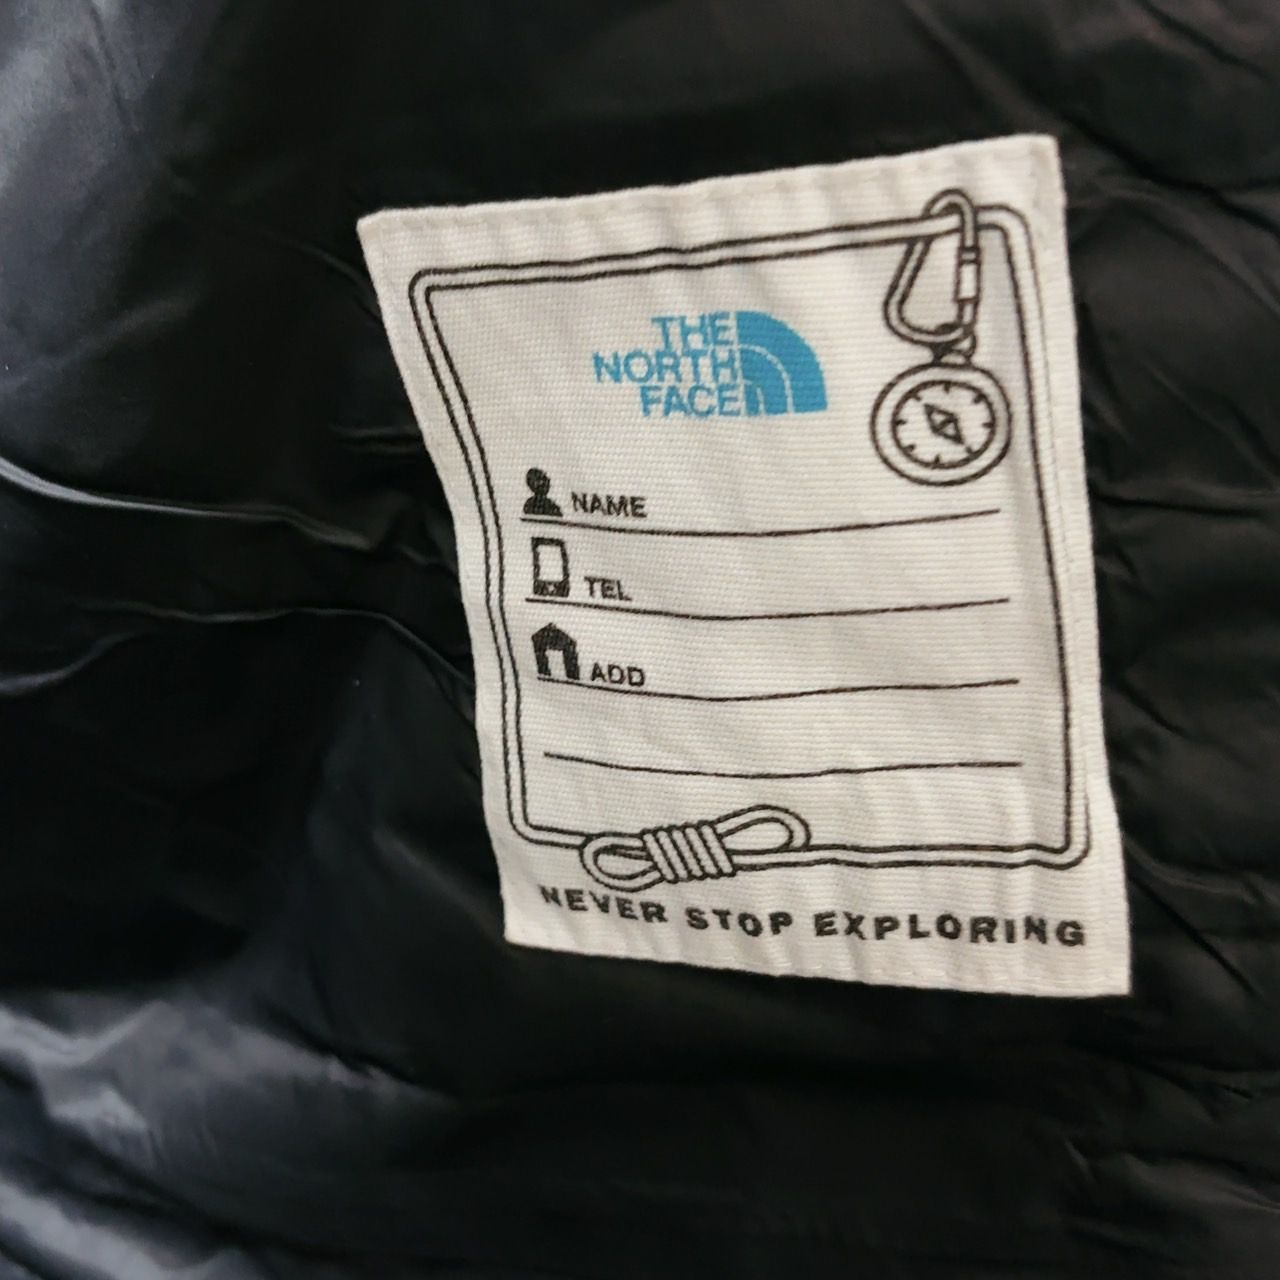 THE
NORTH
FACE
NAME
TEL
ADD
NEVER STOP EXPLORING